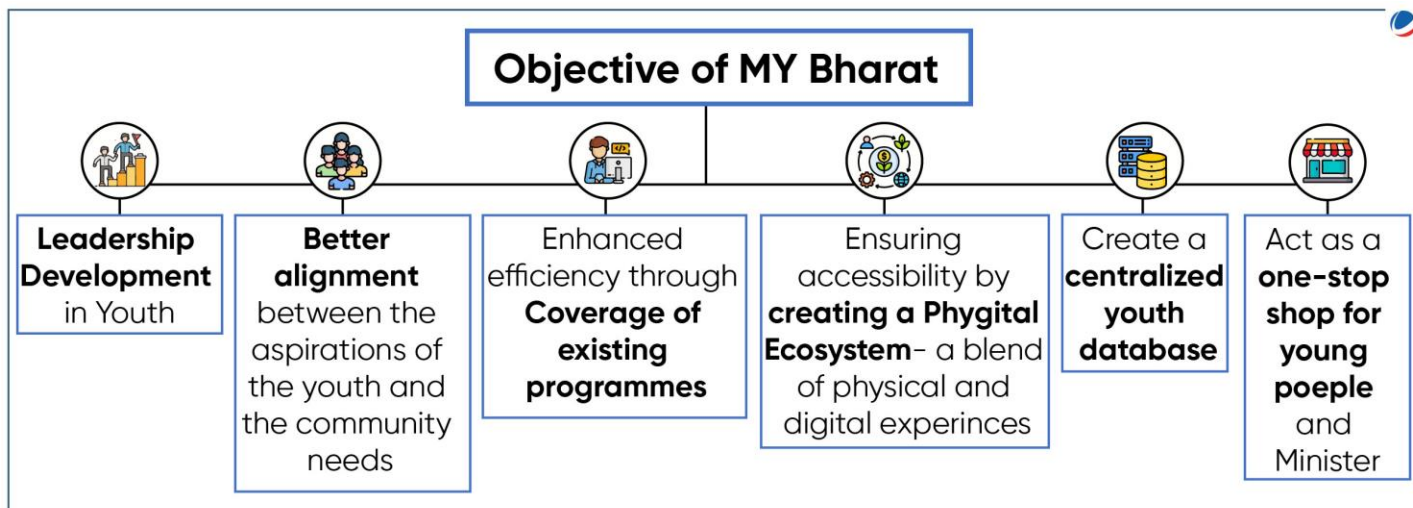 Objective of MY Bharat
Leadership
Development
in Youth
Better
alignment
between the
aspirations of
the youth and
the community
needs
Enhanced
efficiency through
Coverage of
existing
programmes
Ensuring
accessibility by
creating a Phygital
Ecosystem- a blend
of physical and
digital experinces
Create a
centralized
youth
database
Act as a
one-stop
shop for
young
poeple
and
Minister